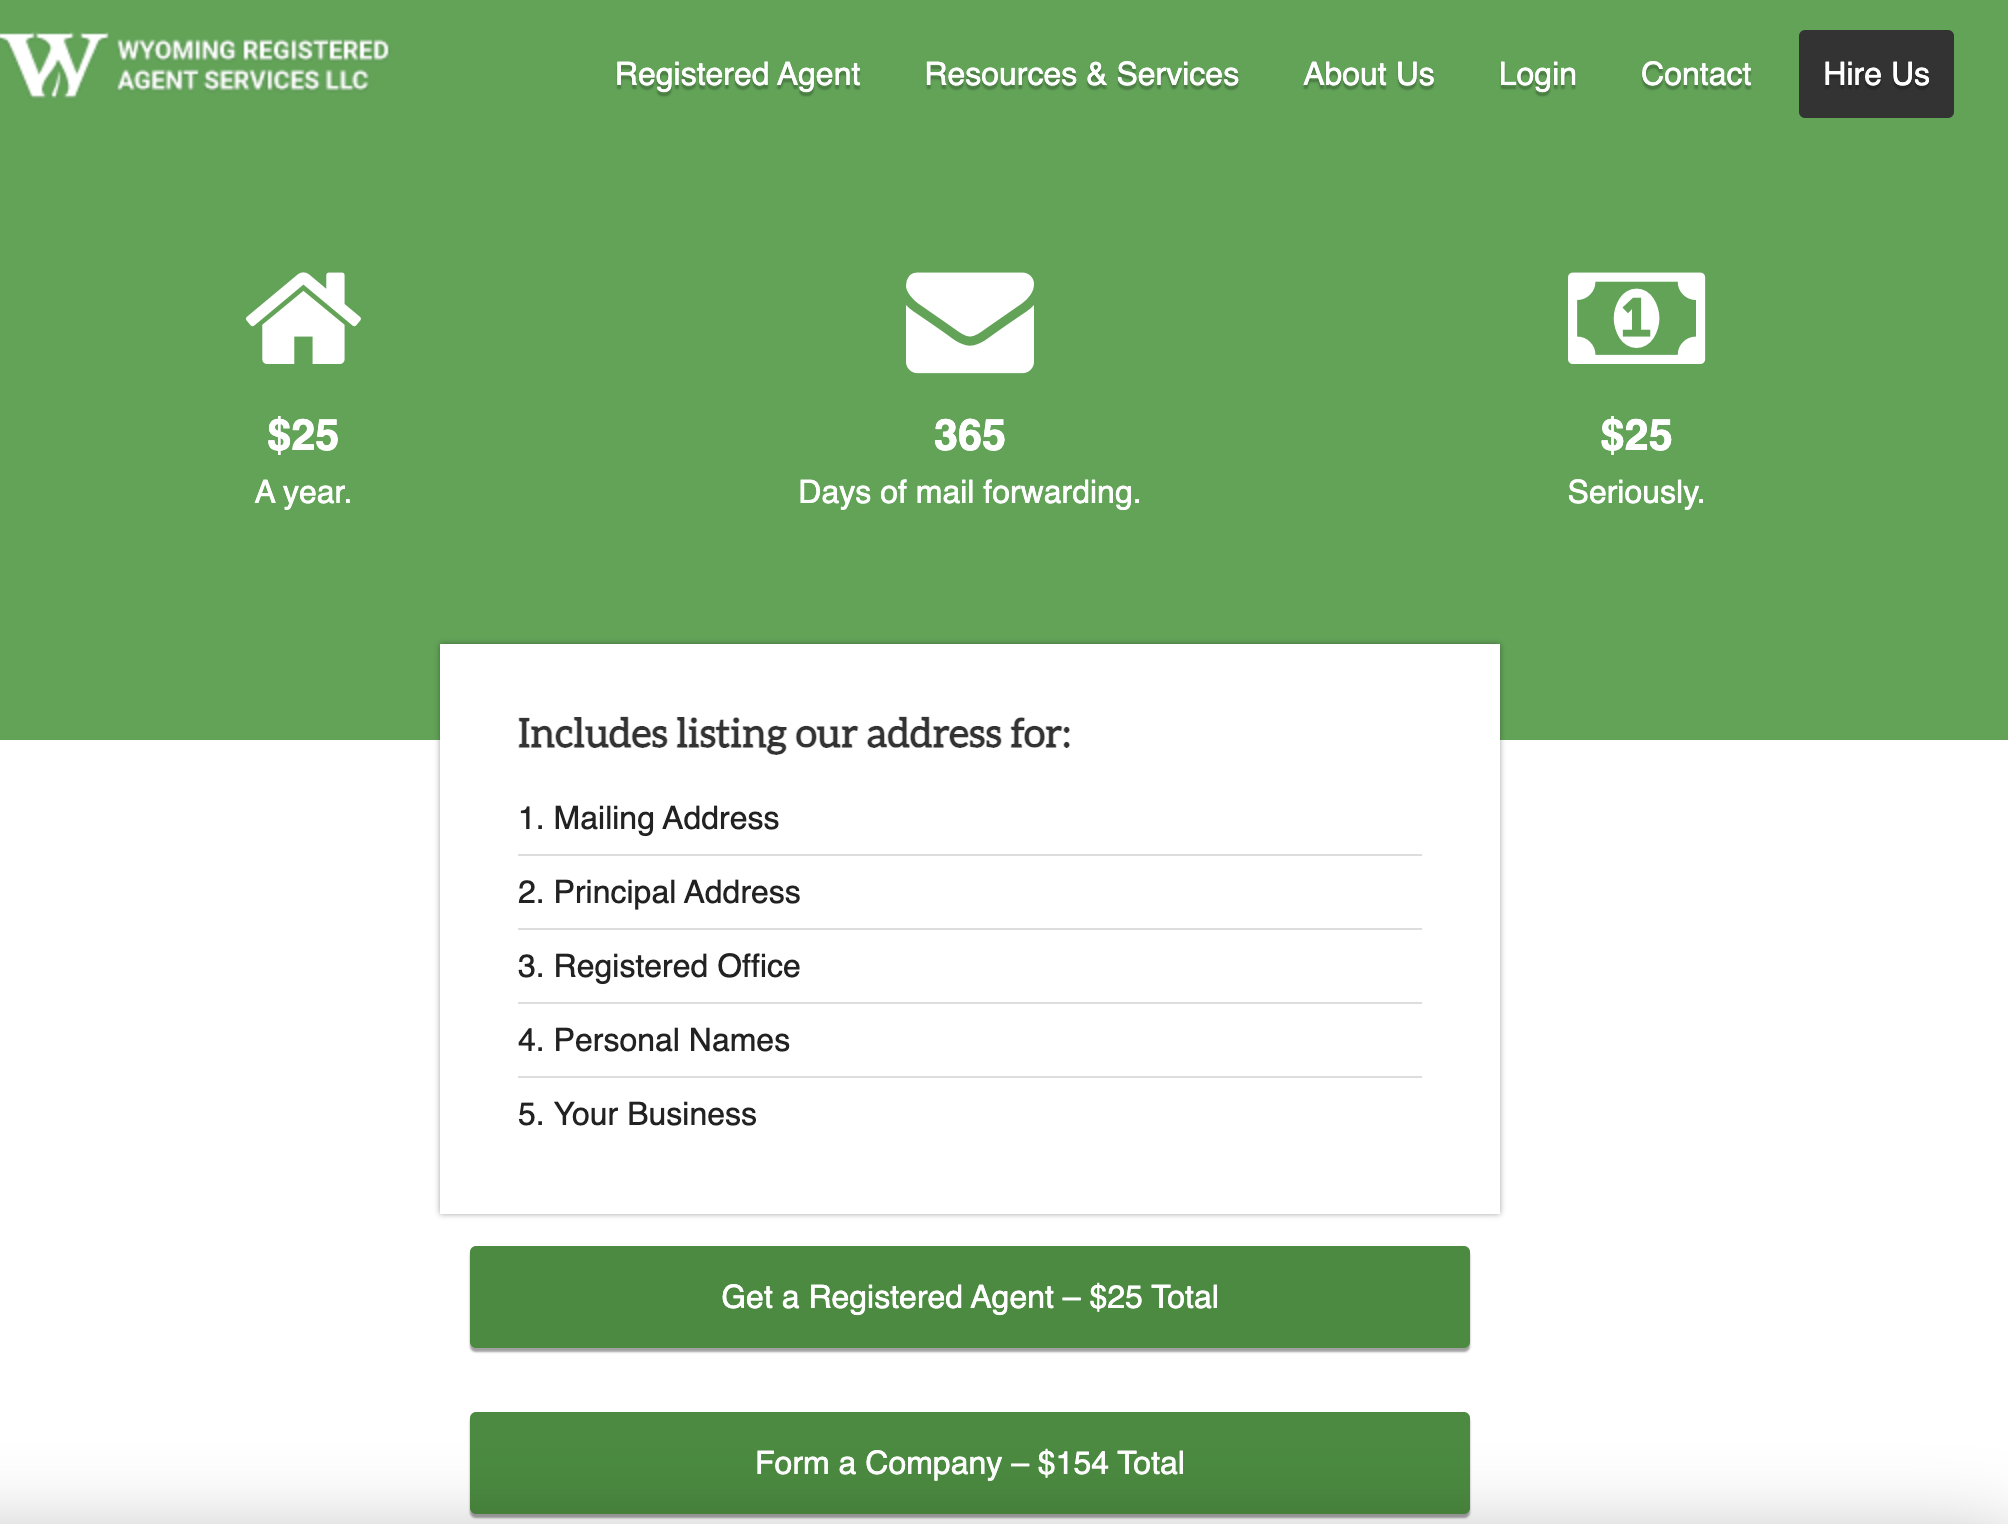 WYOMING REGISTERED
AGENT SERVICES LLC
Registered Agent
Resources & Services
About Us
Login
Contact
Hire Us
1
$25
A year.
365
Days of mail forwarding.
$25
Seriously.
Includes listing our address for:
1. Mailing Address
2. Principal Address
3. Registered Office
4. Personal Names
5. Your Business
Get a Registered Agent – $25 Total
Form a Company – $154 Total